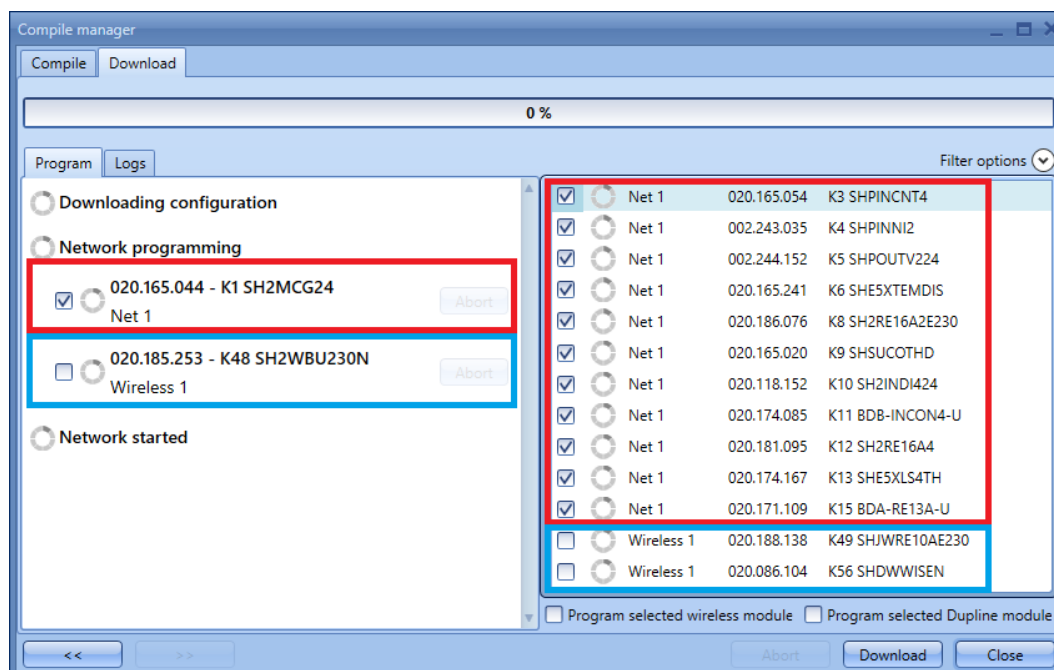 Compile manager
Compile Download
0 %
Program Logs
Filter options
Downloading configuration
Network programming
020.165.044 - K1 SH2MCG24
Net 1
Abort
020.185.253 - K48 SH2WBU230N
Wireless 1
Abort
Network started
Net 1 020.165.054 K3 SHPINCNT4
Net 1 002.243.035 K4 SHPINNI2
Net 1 002.244.152 K5 SHPOUTV224
Net 1 020.165.241 K6 SHE5XTEMDIS
Net 1 020.186.076 K8 SH2RE16A2E230
Net 1 020.165.020 K9 SHSUCOTHD
Net 1 020.118.152 K10 SH2INDI424
Net 1 020.174.085 K11 BDB-INCON4-U
Net 1 020.181.095 K12 SH2RE16A4
Net 1 020.174.167 K13 SHE5XLS4TH
Net 1 020.171.109 K15 BDA-RE13A-U
Wireless 1 020.188.138 K49 SHJWRE10AE230
Wireless 1 020.086.104 K56 SHDWWISEN
Program selected wireless module Program selected Dupline module
<< >> Abort Download Close